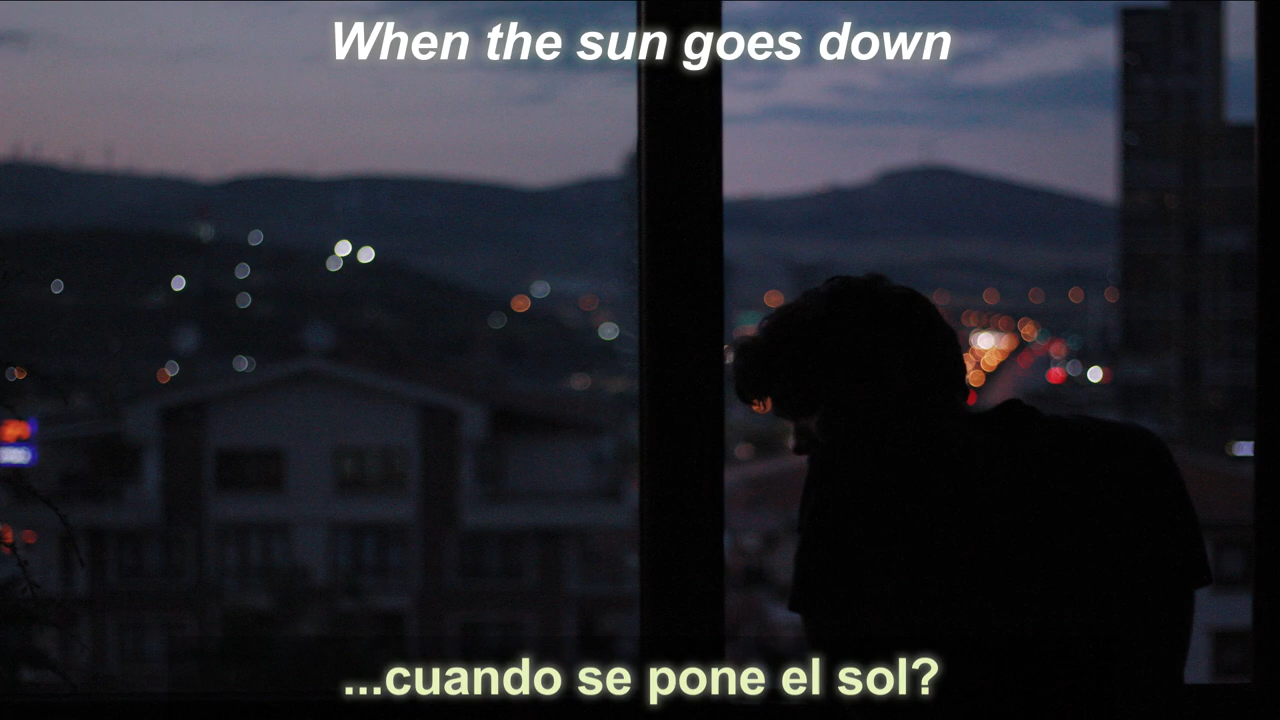 When the sun goes down
...cuando se pone el sol?